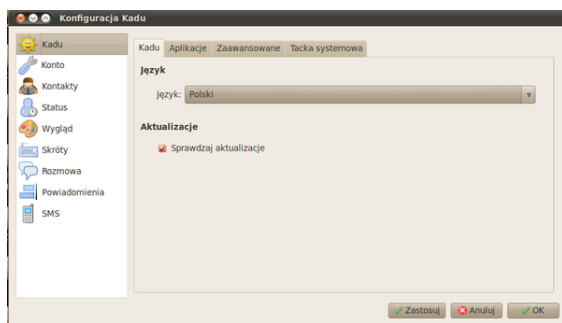 Konfiguracja Kadu
Kadu
Konto
Kontakty
Status
Wygląd
Skróty
Rozmowa
Powiadomienia
SMS
Kadu Aplikacje Zaawansowane Tacka systemowa
Język
Język: Polski
Aktualizacje
Sprawdzaj aktualizacje
Zastosuj Anuluj OK